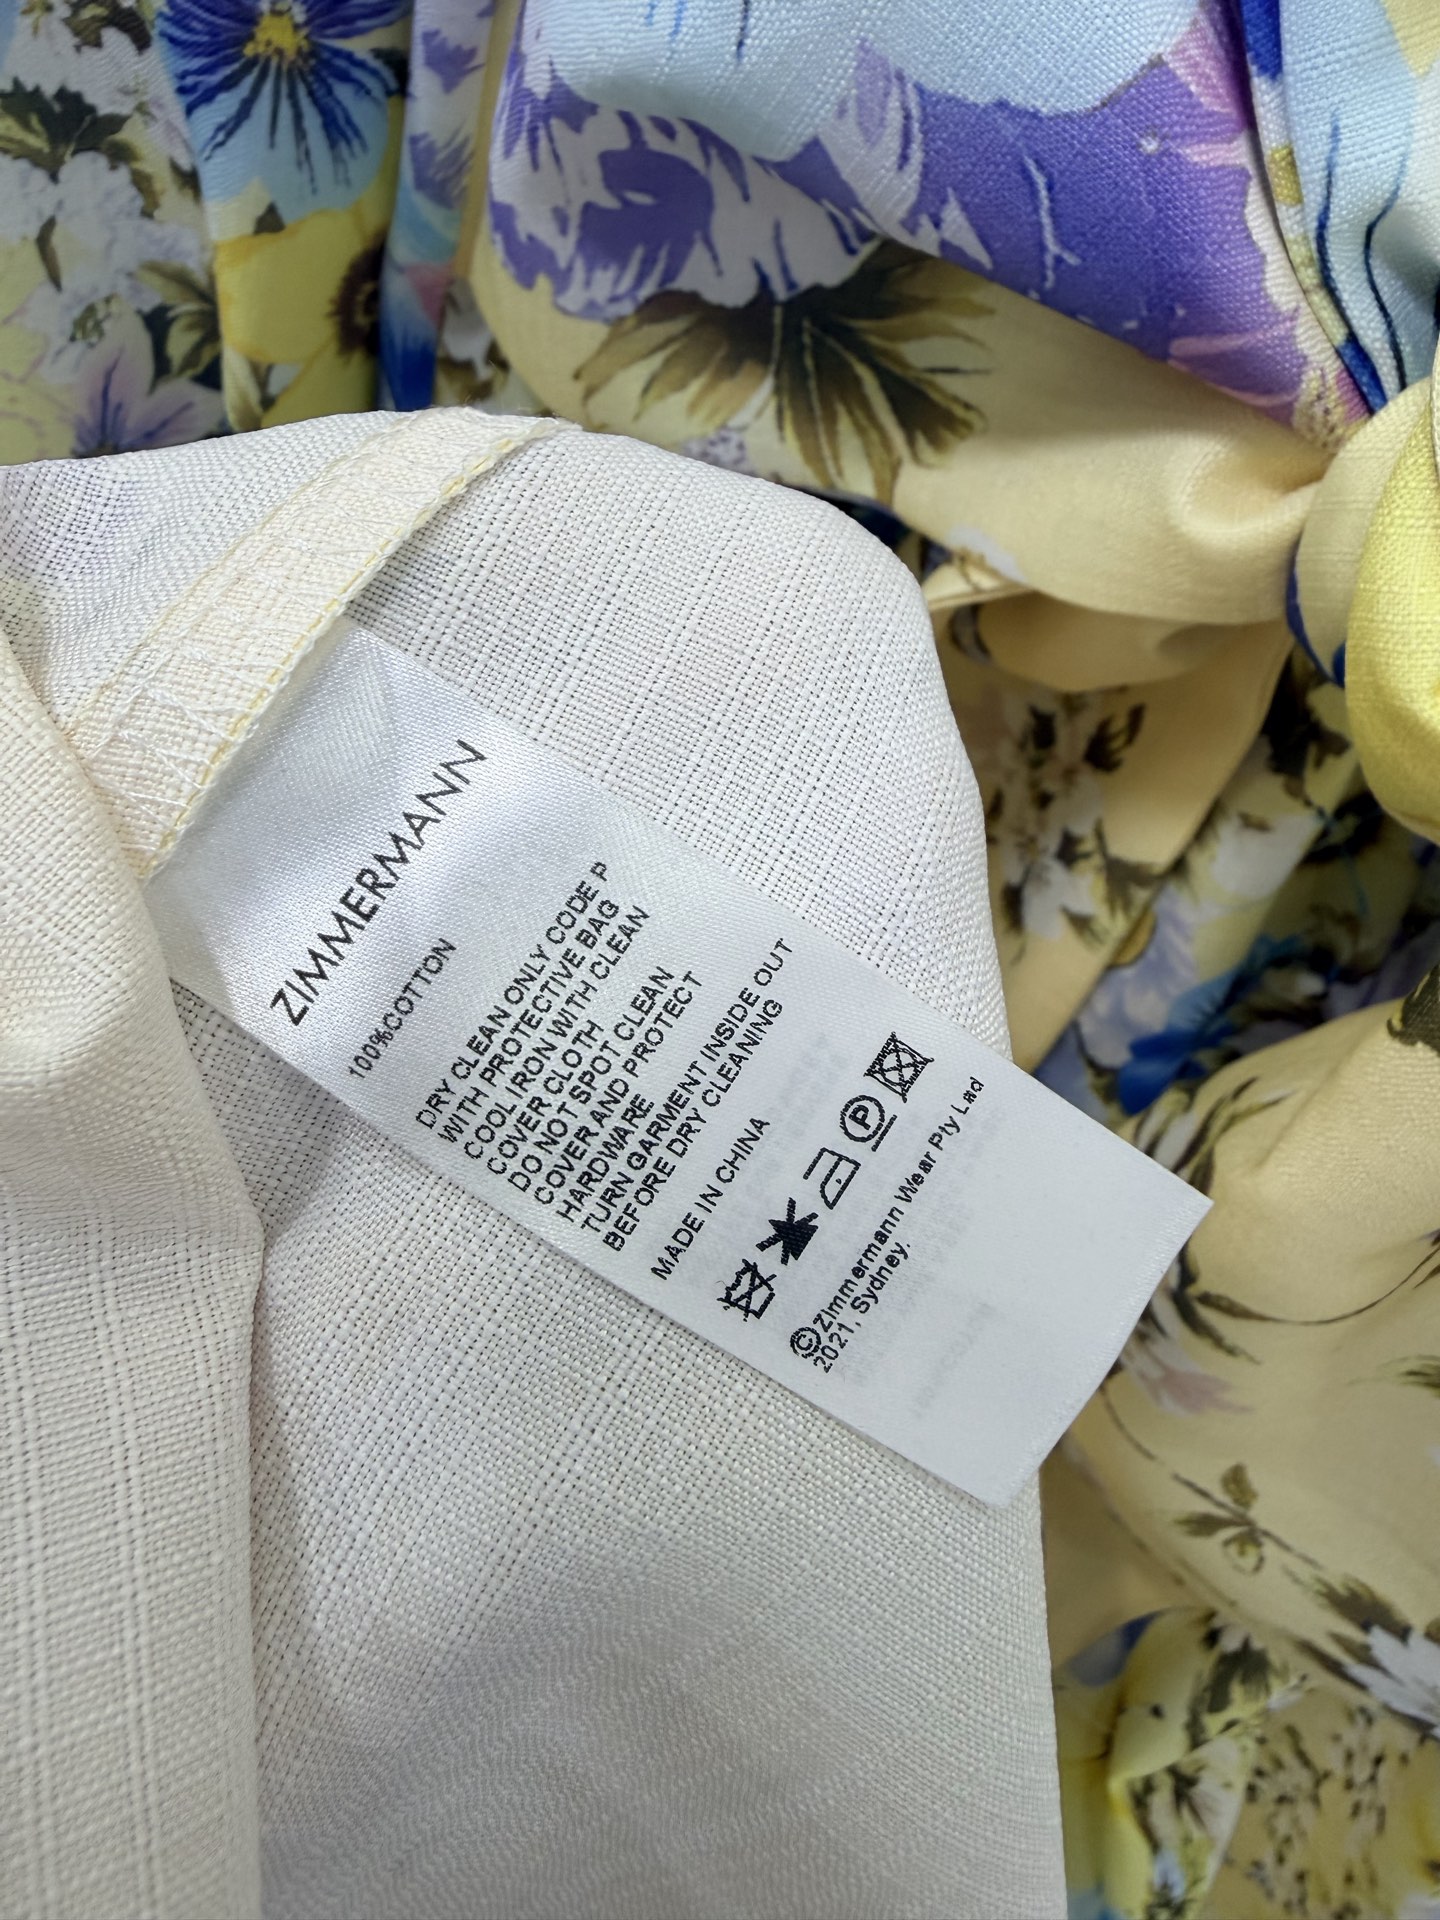 ZIMMERMANN
100%COTTON
DRY CLEAN ONLY CODE P
WITH PROTECTIVE BAG
COOL IRON WITH CLEAN
COVER CLOTH
DO NOT SPOT CLEAN
COVER AND PROTECT
HARDWARE
TURN GARMENT INSIDE OUT
BEFORE DRY CLEANING
MADE IN CHINA
P
©Zimmermann Wear Pty Lad
2021, Sydney.